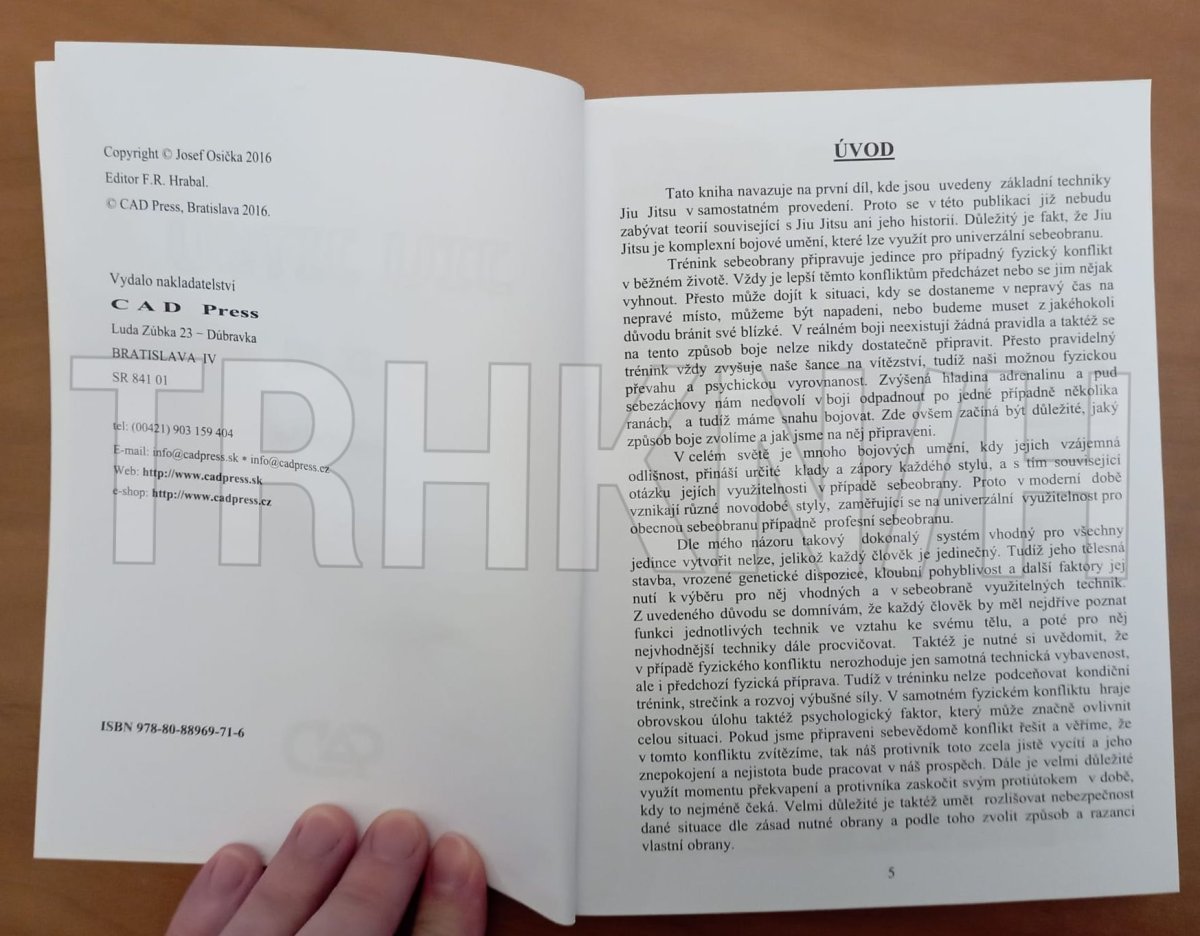 Copyright © Josef Osička 2016
Editor F.R. Hrabal.
© CAD Press, Bratislava 2016.
Vydalo nakladatelství
CAD Press
Luda Zúbka 23 – Dúbravka
BRATISLAVA IV
SR 841 01
tel: (00421) 903 159 404
E-mail: info@cadpress.sk * info@cadpress.cz
Web: http://www.cadpress.sk
e-shop: http://www.cadpress.cz
ISBN 978-80-88969-71-6
ÚVOD
Tato kniha navazuje na první díl, kde jsou uvedeny základní techniky
Jiu Jitsu v samostatném provedení. Proto se v této publikaci již nebudu
zabývat teorií související s Jiu Jitsu ani jeho historií. Důležitý je fakt, že Jiu
Jitsu je komplexní bojové umění, které lze využít pro univerzální sebeobranu.
Trénink sebeobrany připravuje jedince pro případný fyzický konflikt
v běžném životě. Vždy je lepší těmto konfliktům předcházet nebo se jim nějak
vyhnout. Přesto může dojít k situaci, kdy se dostaneme v nepravý čas na
nepravé místo, můžeme být napadeni, nebo budeme muset z jakéhokoli
důvodu bránit své blízké. V reálném boji neexistují žádná pravidla a taktéž se
na tento způsob boje nelze nikdy dostatečně připravit. Přesto pravidelný
trénink vždy zvyšuje naše šance na vítězství, tudíž naši možnou fyzickou
převahu a psychickou vyrovnanost. Zvýšená hladina adrenalinu a pud
sebezáchovy nám nedovolí v boji odpadnout po jedné případně několika
ranách, a tudíž máme snahu bojovat. Zde ovšem začíná být důležité, jaký
způsob boje zvolíme a jak jsme na něj připraveni.
V celém světě je mnoho bojových umění, kdy jejich vzájemná
odlišnost, přináší určité klady a zápory každého stylu, a s tím související
otázku jejích využitelnosti v případě sebeobrany. Proto v moderní době
vznikají různé novodobé styly, zaměřující se na univerzální využitelnost pro
obecnou sebeobranu případně profesní sebeobranu.
Dle mého názoru takový dokonalý systém vhodný pro všechny
jedince vytvořit nelze, jelikož každý člověk je jedinečný. Tudíž jeho tělesná
stavba, vrozené genetické dispozice, kloubní pohyblivost a další faktory jej
nutí k výběru pro něj vhodných a v sebeobraně využitelných technik.
Z uvedeného důvodu se domnívám, že každý člověk by měl nejdříve poznat
funkci jednotlivých technik ve vztahu ke svému tělu, a poté pro něj
nejvhodnější techniky dále procvičovat. Taktéž je nutné si uvědomit, že
v případě fyzického konfliktu nerozhoduje jen samotná technická vybavenost,
ale i předchozí fyzická příprava. Tudíž v tréninku nelze podceňovat kondiční
trénink, strečink a rozvoj výbušné síly. V samotném fyzickém konfliktu hraje
obrovskou úlohu taktéž psychologický faktor, který může značně ovlivnit
celou situaci. Pokud jsme připraveni sebevědomě konflikt řešit a věříme, že
v tomto konfliktu zvítězíme, tak náš protivník toto zcela jistě vycítí a jeho
znepokojení a nejistota bude pracovat v náš prospěch. Dále je velmi důležité
využít momentu překvapení a protivníka zaskočit svým protiútokem v době,
kdy to nejméně čeká. Velmi důležité je taktéž umět rozlišovat nebezpečnost
dané situace dle zásad nutné obrany a podle toho zvolit způsob a razanci
vlastní obrany.
5
TRHKNIH